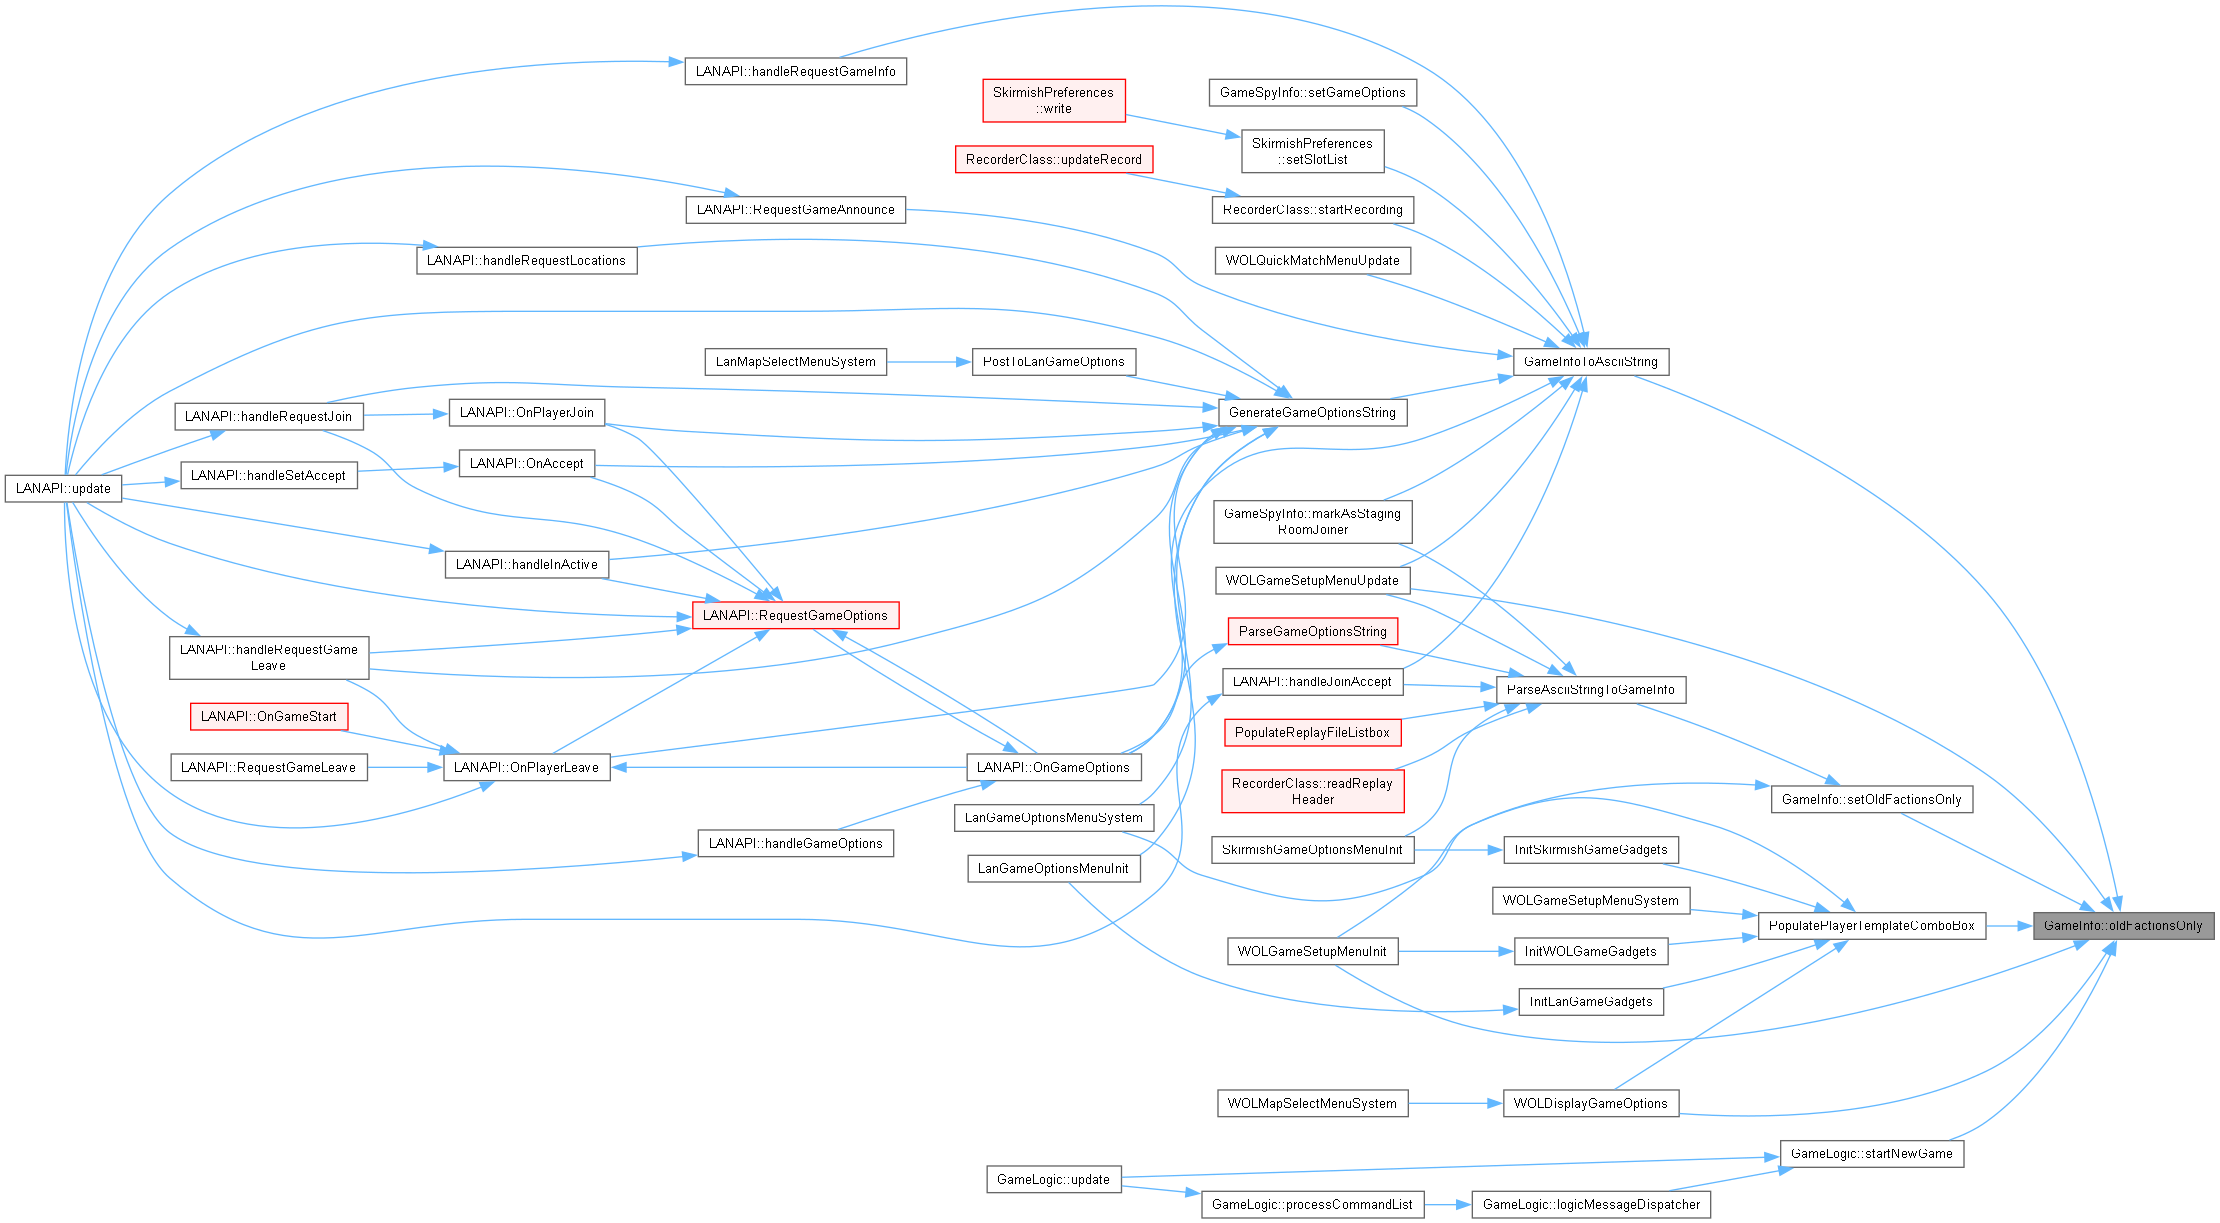 LANAPI::handleRequestGameInfo
SkirmishPreferences
::write
GameSpyInfo::setGameOptions
SkirmishPreferences
::setSlotList
RecorderClass::updateRecord
LANAPI::RequestGameAnnounce
RecorderClass::startRecording
LANAPI::handleRequestLocations
WOLQuickMatchMenuUpdate
LanMapSelectMenuSystem
PostToLanGameOptions
GameInfoToAsciiString
LANAPI::handleRequestJoin
LANAPI::OnPlayerJoin
GenerateGameOptionsString
LANAPI::OnAccept
LANAPI::handleSetAccept
LANAPI::update
GameSpyInfo::markAsStaging
RoomJoiner
LANAPI::handleInActive
WOLGameSetupMenuUpdate
LANAPI::RequestGameOptions
ParseGameOptionsString
LANAPI::handleRequestGame
Leave
LANAPI::handleJoinAccept
ParseAsciiStringToGameInfo
LANAPI::OnGameStart
PopulateReplayFileListbox
LANAPI::RequestGameLeave
LANAPI::OnPlayerLeave
LANAPI::OnGameOptions
RecorderClass::readReplay
Header
GameInfo::setOldFactionsOnly
LanGameOptionsMenuSystem
LANAPI::handleGameOptions
SkirmishGameOptionsMenuInit
InitSkirmishGameGadgets
LanGameOptionsMenuInit
WOLGameSetupMenuSystem
PopulatePlayerTemplateComboBox
GameInfo::oldFactionsOnly
WOLGameSetupMenuInit
InitWOLGameGadgets
InitLanGameGadgets
WOLMapSelectMenuSystem
WOLDisplayGameOptions
GameLogic::startNewGame
GameLogic::update
GameLogic::processCommandList
GameLogic::logicMessageDispatcher